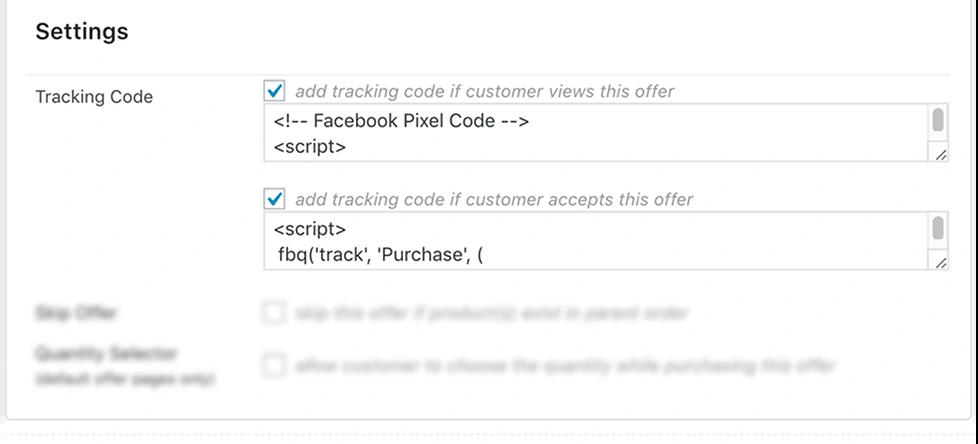 Settings
Tracking Code
add tracking code if customer views this offer
<!-- Facebook Pixel Code -->
<script>
add tracking code if customer accepts this offer
<script>
fbq('track', 'Purchase', (
Skip Offer
skip this offer if product(s) exist in parent order
Quantity Selector
(default offer pages only)
allow customer to choose the quantity while purchasing this offer